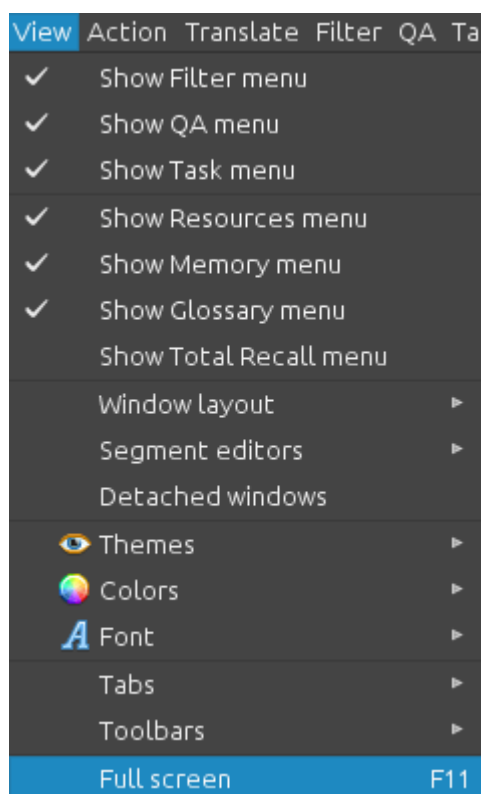 View Action Translate Filter QA Ta
Show Filter menu
Show QA menu
Show Task menu
Show Resources menu
Show Memory menu
Show Glossary menu
Show Total Recall menu
Window layout
Segment editors
Detached windows
Themes
Colors
Font
Tabs
Toolbars
Full screen F11